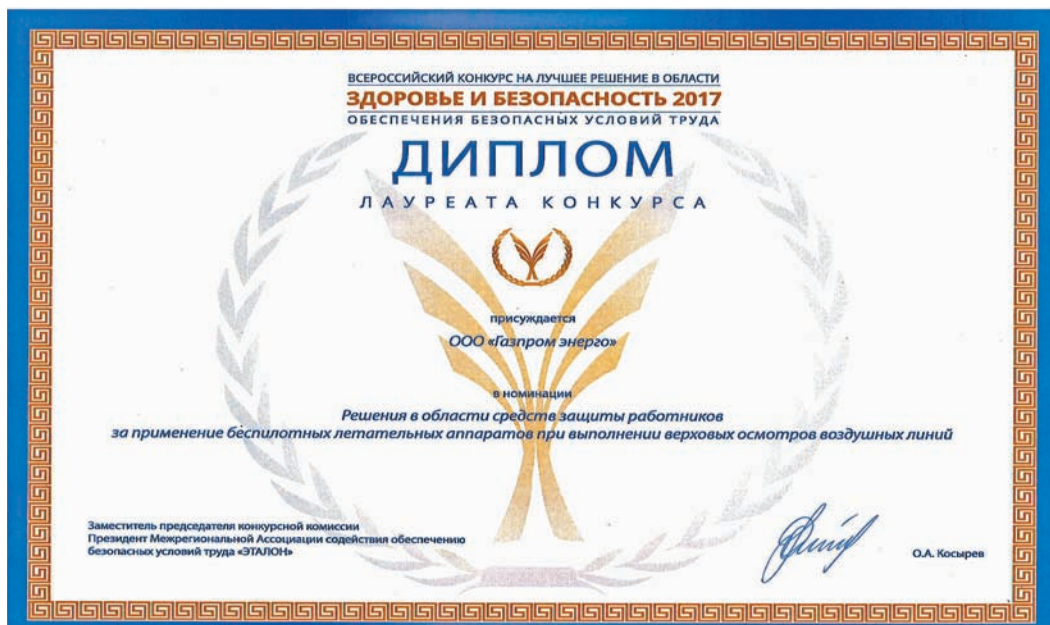 ВСЕРОССИЙСКИЙ КОНКУРС НА ЛУЧШЕЕ РЕШЕНИЕ В ОБЛАСТИ
ЗДОРОВЬЕ И БЕЗОПАСНОСТЬ 2017
ОБЕСПЕЧЕНИЯ БЕЗОПАСНЫХ УСЛОВИЙ ТРУДА
ДИПЛОМ
ЛАУРЕАТА КОНКУРСА
присуждается
ООО «Газпром энерго»
в номинации
Решения в области средств защиты работников
за применение беспилотных летательных аппаратов при выполнении верховых осмотров воздушных линий
Заместитель председателя конкурсной комиссии
Президент Межрегиональной Ассоциации содействия обеспечению
безопасных условий труда «ЭТАЛОН»
О.А. Косырев